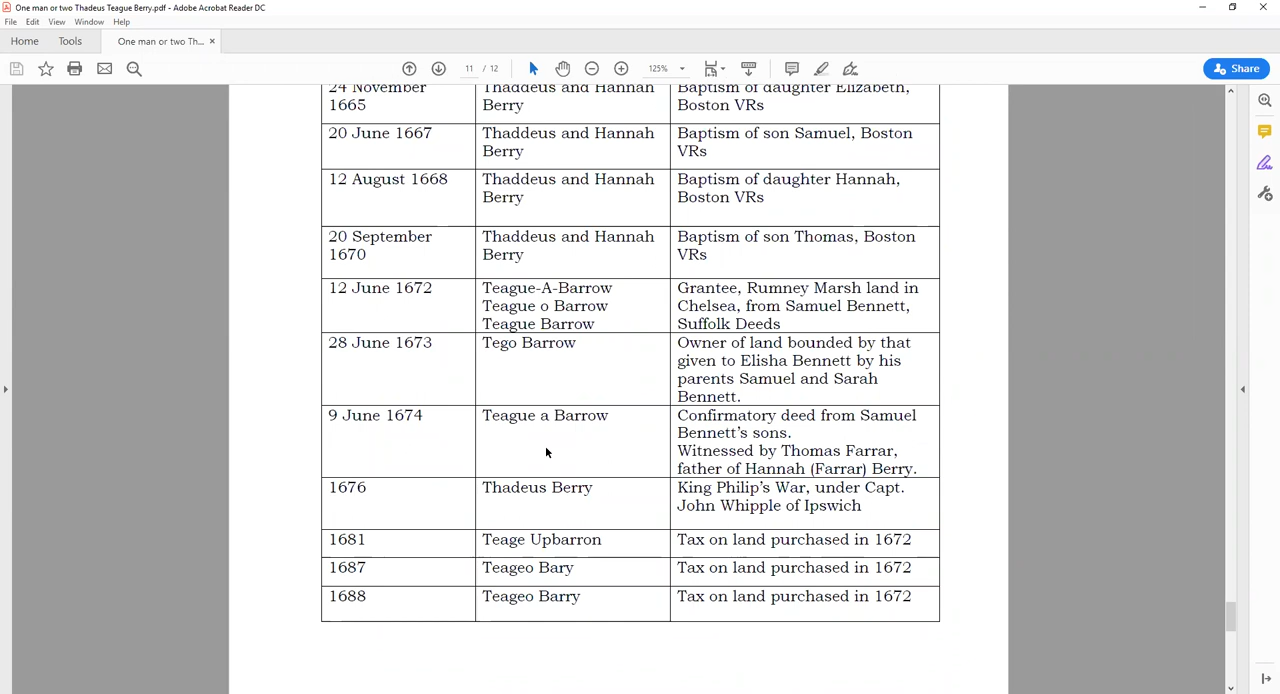 One man or two Thadeus Teague Berry.pdf - Adobe Acrobat Reader DC
File Edit View Window Help
Home Tools One man or two Th... ×
11 / 12 125% Share
24 November 1665 Thaddeus and Hannah Berry Baptism of daughter Elizabeth, Boston VRs
20 June 1667 Thaddeus and Hannah Berry Baptism of son Samuel, Boston VRs
12 August 1668 Thaddeus and Hannah Berry Baptism of daughter Hannah, Boston VRs
20 September 1670 Thaddeus and Hannah Berry Baptism of son Thomas, Boston VRs
12 June 1672 Teague-A-Barrow Grantee, Rumney Marsh land in
Teague o Barrow Chelsea, from Samuel Bennett,
Teague Barrow Suffolk Deeds
28 June 1673 Tego Barrow Owner of land bounded by that
given to Elisha Bennett by his
parents Samuel and Sarah
Bennett.
9 June 1674 Teague a Barrow Confirmatory deed from Samuel
Bennett's sons.
Witnessed by Thomas Farrar,
father of Hannah (Farrar) Berry.
1676 Thadeus Berry King Philip's War, under Capt.
John Whipple of Ipswich
1681 Teage Upbarron Tax on land purchased in 1672
1687 Teageo Bary Tax on land purchased in 1672
1688 Teageo Barry Tax on land purchased in 1672